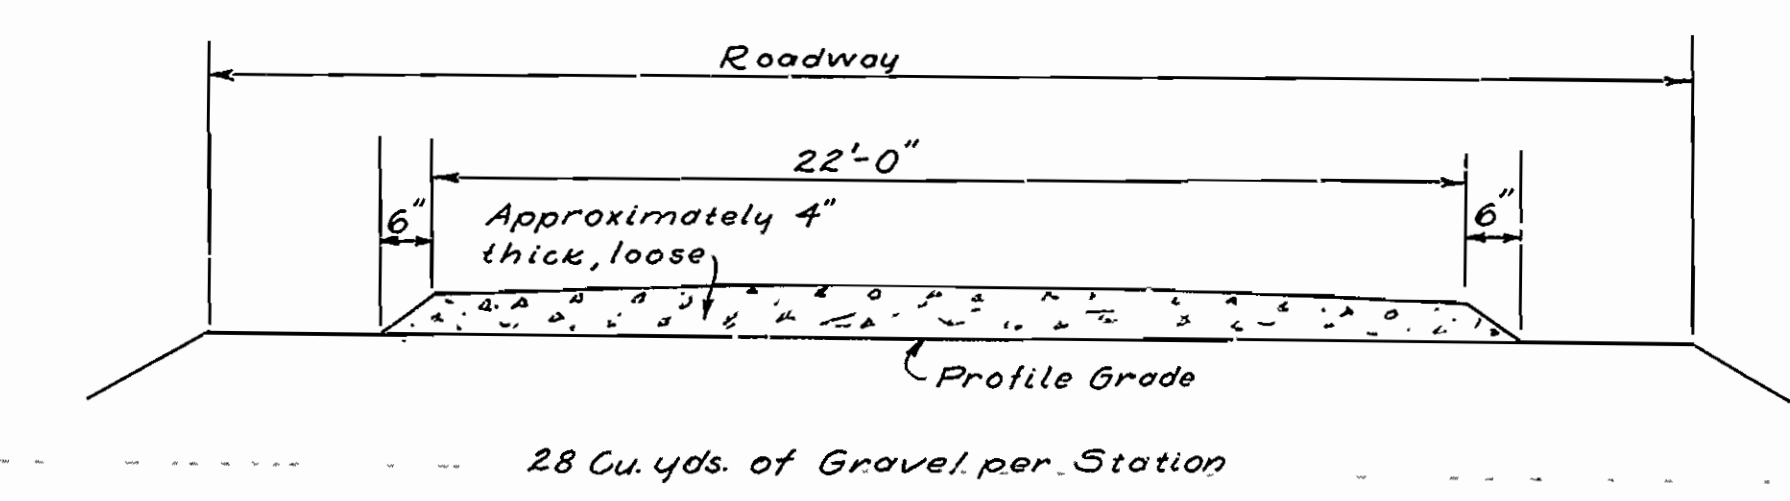 Roadway
22'-0"
6"
Approximately 4"
thick, loose
6"
Profile Grade
28 Cu. yds. of Gravel per Station